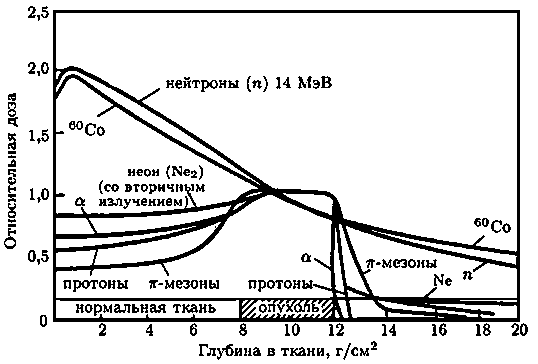 2,5
2,0
нейтроны (n) 14 МэВ
1,5
⁶⁰Co
неон (Ne₂)
(со вторичным
излучением)
1,0
α
0,5
протоны
π-мезоны
α
протоны
π-мезоны
⁶⁰Co
n
Ne
нормальная ткань
опухоль
0
2 4 6 8 10 12 14 16 18 20
Относительная доза
Глубина в ткани, г/см²